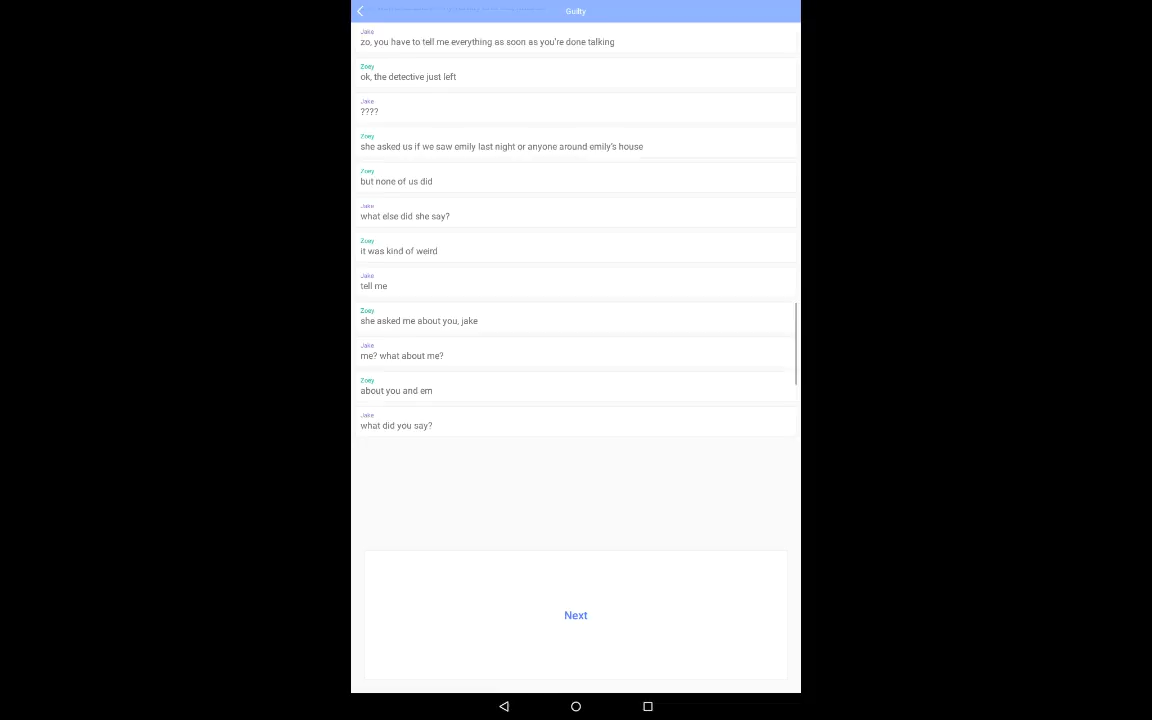 Guilty
Jake
zo, you have to tell me everything as soon as you're done talking
Zoey
ok, the detective just left
Jake
????
Zoey
she asked us if we saw emily last night or anyone around emily's house
Zoey
but none of us did
Jake
what else did she say?
Zoey
it was kind of weird
Jake
tell me
Zoey
she asked me about you, jake
Jake
me? what about me?
Zoey
about you and em
Jake
what did you say?
Next